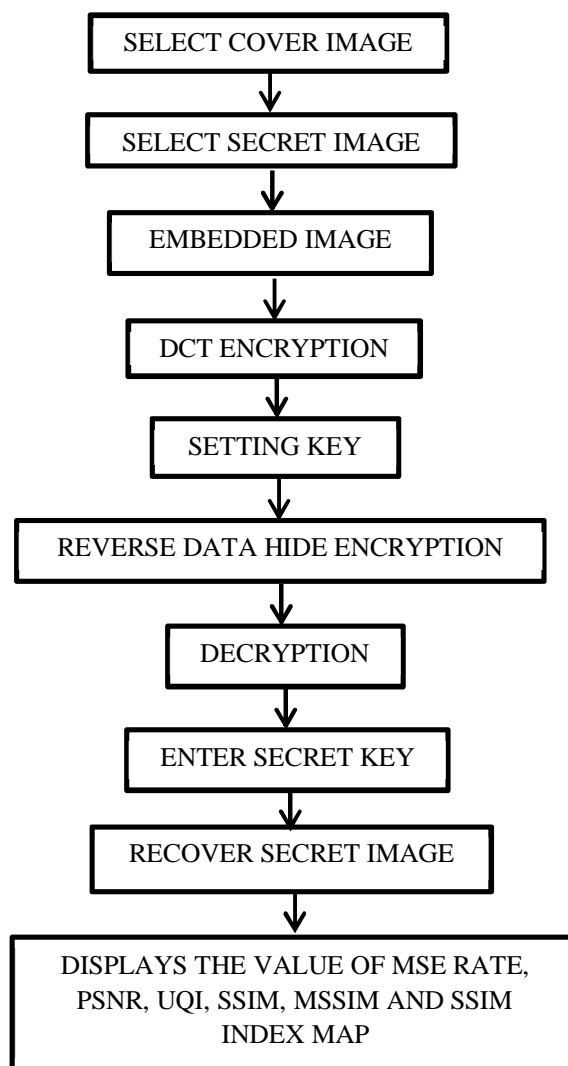 SELECT COVER IMAGE
SELECT SECRET IMAGE
EMBEDDED IMAGE
DCT ENCRYPTION
SETTING KEY
REVERSE DATA HIDE ENCRYPTION
DECRYPTION
ENTER SECRET KEY
RECOVER SECRET IMAGE
DISPLAYS THE VALUE OF MSE RATE,
PSNR, UQI, SSIM, MSSIM AND SSIM
INDEX MAP